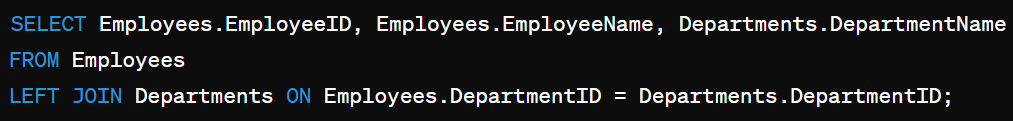 SELECT Employees.EmployeeID, Employees.EmployeeName, Departments.DepartmentName
FROM Employees
LEFT JOIN Departments ON Employees.DepartmentID = Departments.DepartmentID;